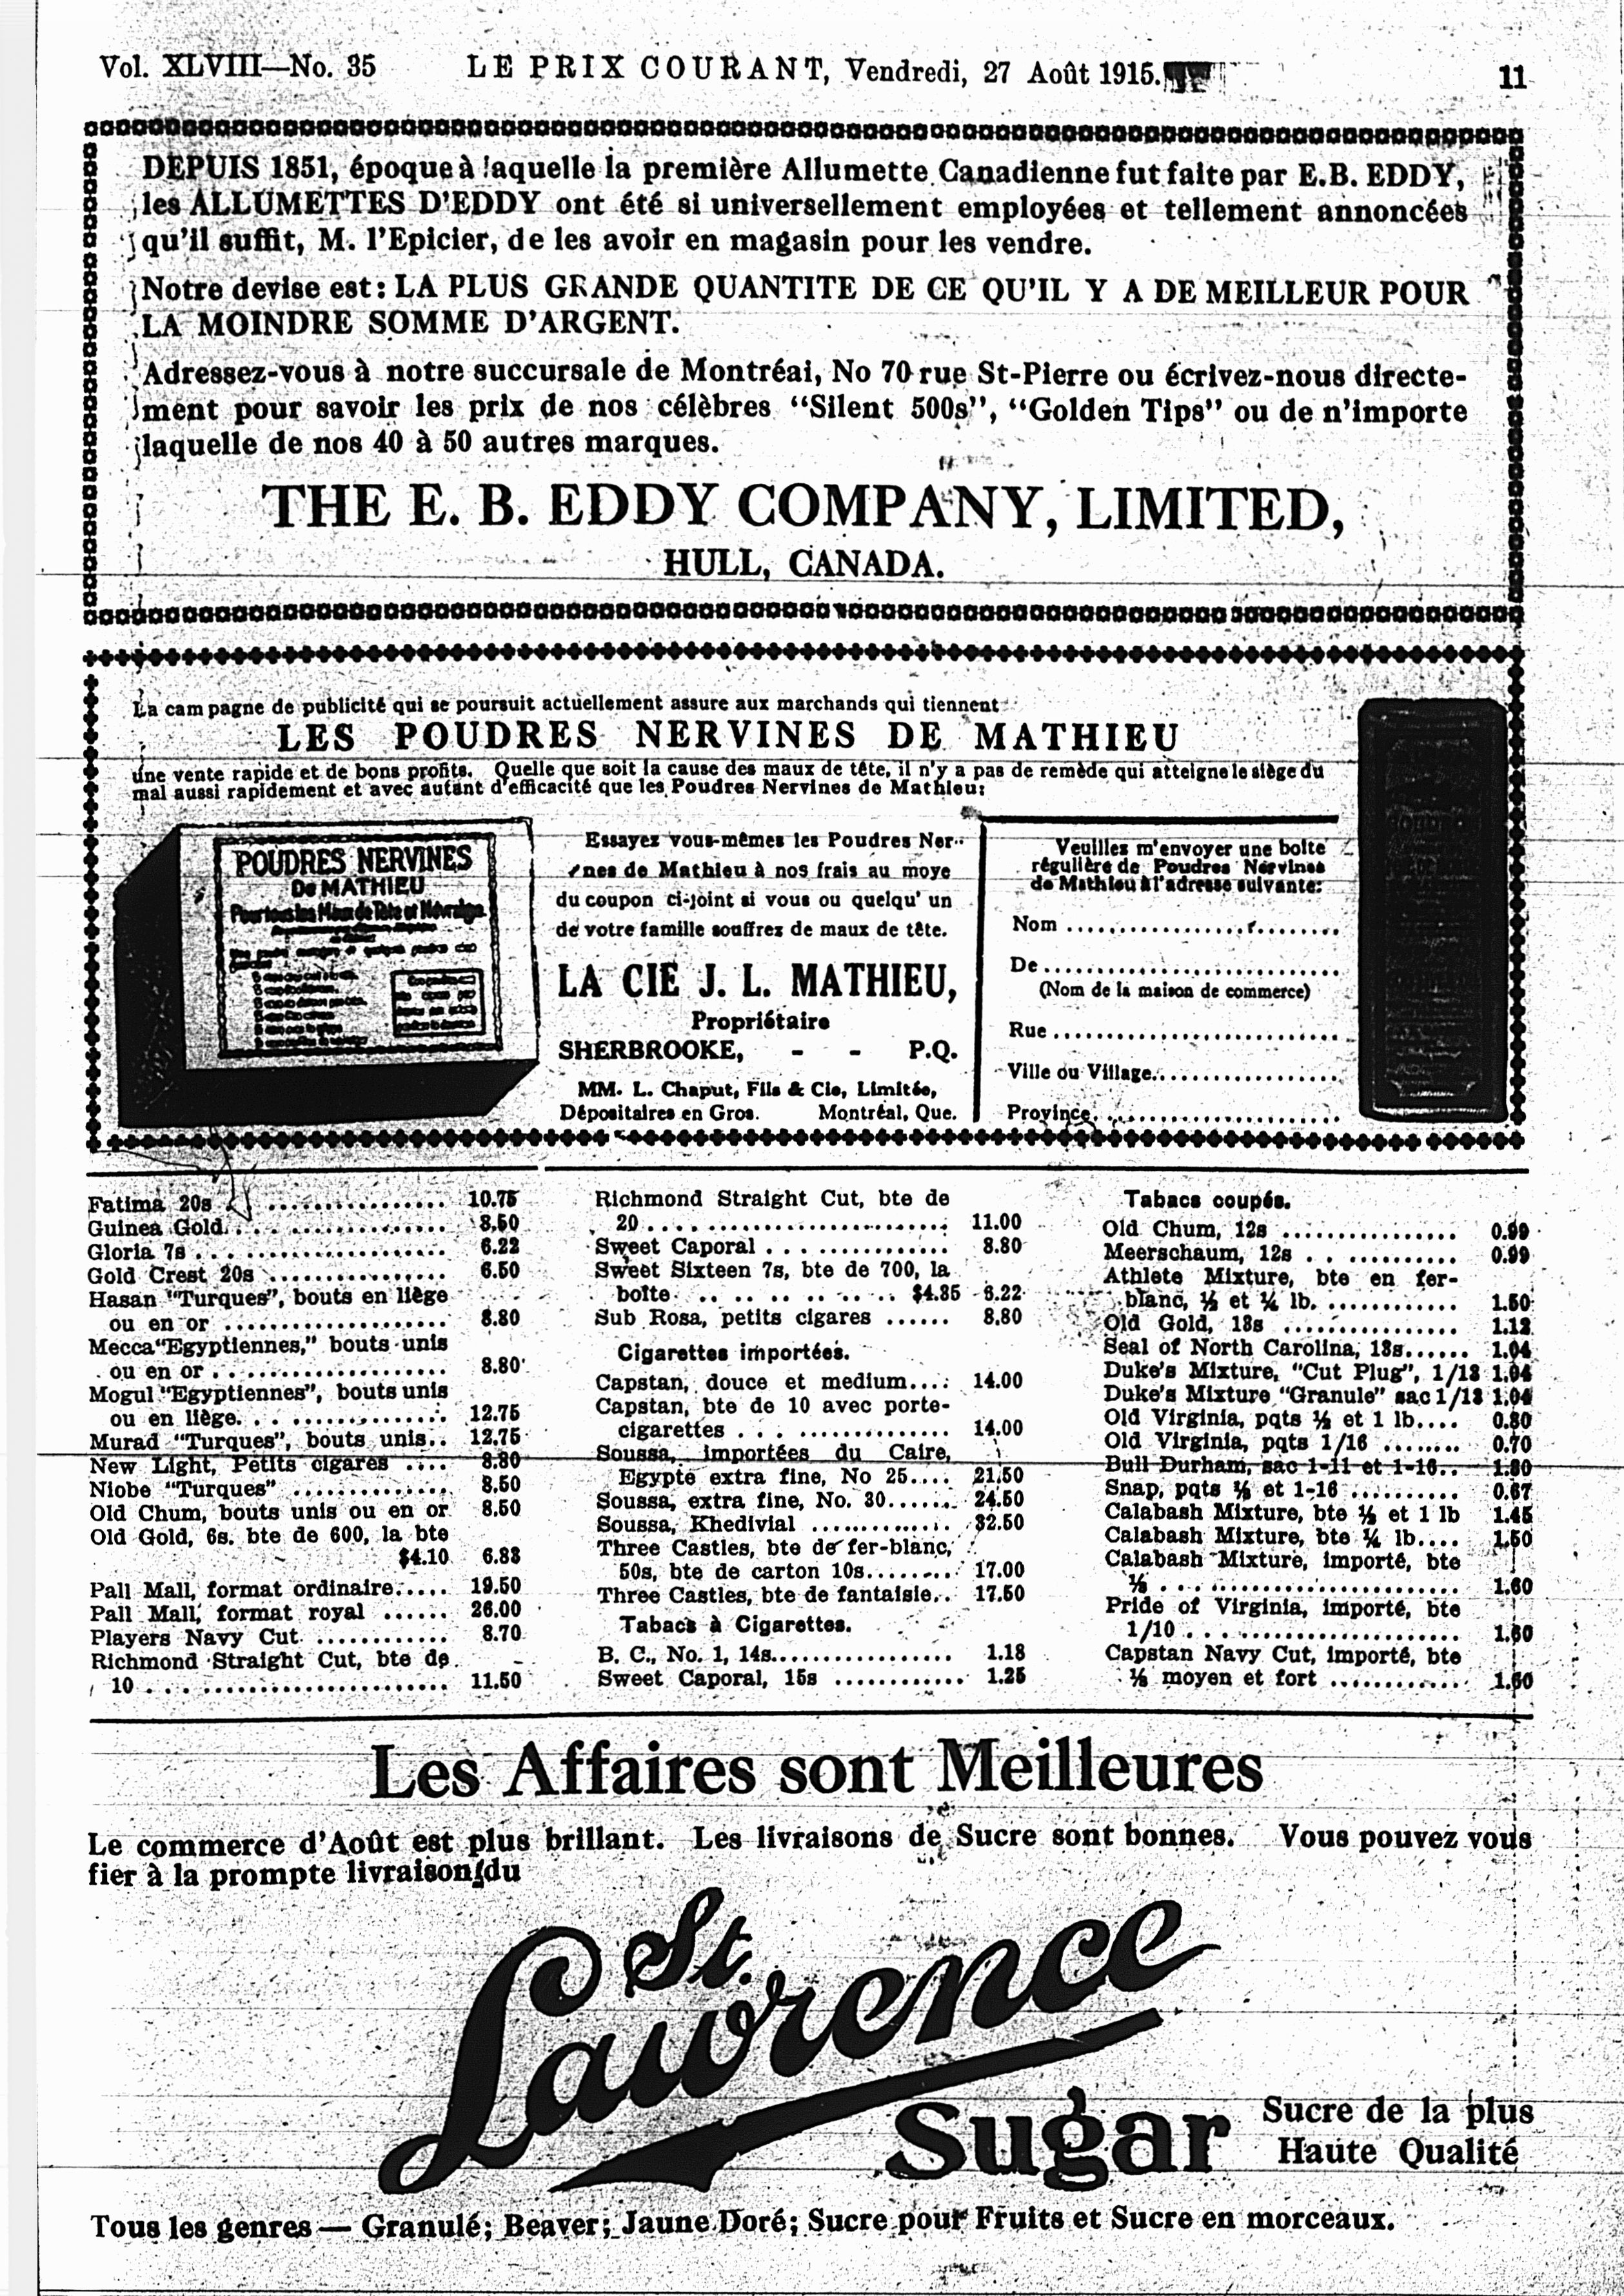 Vol. XLVIII—No. 35 LE PRIX COURANT, Vendredi, 27 Août 1915. 11
DEPUIS 1851, époque à laquelle la première Allumette Canadienne fut faite par E.B. EDDY,
les ALLUMETTES D'EDDY ont été si universellement employées et tellement annoncées
qu'il suffit, M. l'Epicier, de les avoir en magasin pour les vendre.
Notre devise est: LA PLUS GRANDE QUANTITE DE CE QU'IL Y A DE MEILLEUR POUR
LA MOINDRE SOMME D'ARGENT.
Adressez-vous à notre succursale de Montréal, No 70 rue St-Pierre ou écrivez-nous directe-
ment pour savoir les prix de nos célèbres "Silent 500s", "Golden Tips" ou de n'importe
laquelle de nos 40 à 50 autres marques.
THE E. B. EDDY COMPANY, LIMITED,
HULL, CANADA.
La campagne de publicité qui se poursuit actuellement assure aux marchands qui tiennent
LES POUDRES NERVINES DE MATHIEU
une vente rapide et de bons profits. Quelle que soit la cause des maux de tête, il n'y a pas de remède qui atteigne le siège du
mal aussi rapidement et avec autant d'efficacité que les Poudres Nervines de Mathieu:
POUDRES NERVINES
De MATHIEU
Pour tous les Maux de Tête et Névralgie
Essayez vous-mêmes les Poudres Ner-
nes de Mathieu à nos frais au moye
du coupon ci-joint si vous ou quelqu' un
de votre famille souffrez de maux de tête.
LA CIE J. L. MATHIEU,
Propriétaire
SHERBROOKE, - - P.Q.
MM. L. Chaput, Fils & Cie, Limitée,
Dépositaires en Gros. Montréal, Que.
Veuilles m'envoyer une boîte
régulière de Poudres Nervines
de Mathieu à l'adresse suivante:
Nom ..............................
De..............................
(Nom de la maison de commerce)
Rue ..............................
Ville ou Village....................
Province..........................
Fatima 20s .................. 10.75
Guinea Gold.................. 8.50
Gloria 7s .................. 6.22
Gold Crest 20s ................ 6.50
Hasan "Turques", bouts en liège
ou en or .................... 8.80
Mecca "Egyptiennes," bouts unis
ou en or .................... 8.80
Mogul "Egyptiennes", bouts unis
ou en liège.................. 12.75
Murad "Turques", bouts unis.. 12.75
New Light, Petits cigares .... 8.80
Niobe "Turques" .............. 8.50
Old Chum, bouts unis ou en or 8.50
Old Gold, 6s. bte de 600, la bte
$4.10 6.83
Pall Mall, format ordinaire..... 19.50
Pall Mall, format royal ...... 26.00
Players Navy Cut ............ 8.70
Richmond Straight Cut, bte de
10 .......................... 11.50
Richmond Straight Cut, bte de
20 .......................... 11.00
Sweet Caporal ................ 8.80
Sweet Sixteen 7s, bte de 700, la
boîte .. .. .. .. .. .. $4.35 6.22
Sub Rosa, petits cigares ...... 8.80
Cigarettes importées.
Capstan, douce et medium.... 14.00
Capstan, bte de 10 avec porte-
cigarettes .................. 14.00
Soussa, importées du Caire,
Egypte extra fine, No 25.... 21.50
Soussa, extra fine, No. 30....... 24.50
Soussa, Khedivial ............. 32.50
Three Castles, bte de fer-blanc,
50s, bte de carton 10s........ 17.00
Three Castles, bte de fantaisie.. 17.50
Tabacs à Cigarettes.
B. C., No. 1, 14s................. 1.18
Sweet Caporal, 15s ............ 1.25
Tabacs coupés.
Old Chum, 12s ................ 0.99
Meerschaum, 12s .. .......... 0.99
Athlete Mixture, bte en fer-
blanc, ½ et ¼ lb. ............ 1.50
Old Gold, 18s ................ 1.12
Seal of North Carolina, 18s...... 1.04
Duke's Mixture, "Cut Plug", 1/13 1.04
Duke's Mixture "Granule" sac 1/13 1.04
Old Virginia, pqts ½ et 1 lb.... 0.80
Old Virginia, pqts 1/16 ........ 0.70
Bull Durham, sac 1-11 et 1-16.. 1.30
Snap, pqts et 1-16 .......... 0.67
Calabash Mixture, bte ½ et 1 lb 1.45
Calabash Mixture, bte ¼ lb.... 1.50
Calabash Mixture, importé, bte
⅛ .......................... 1.60
Pride of Virginia, importé, bte
1/10 ........................ 1.60
Capstan Navy Cut, importé, bte
moyen et fort ............. 1.60
Les Affaires sont Meilleures
Le commerce d'Août est plus brillant. Les livraisons de Sucre sont bonnes. Vous pouvez vous
fier à la prompte livraison du
St.
Lawrence
Sugar
Sucre de la plus
Haute Qualité
Tous les genres — Granulé; Beaver; Jaune Doré; Sucre pour Fruits et Sucre en morceaux.